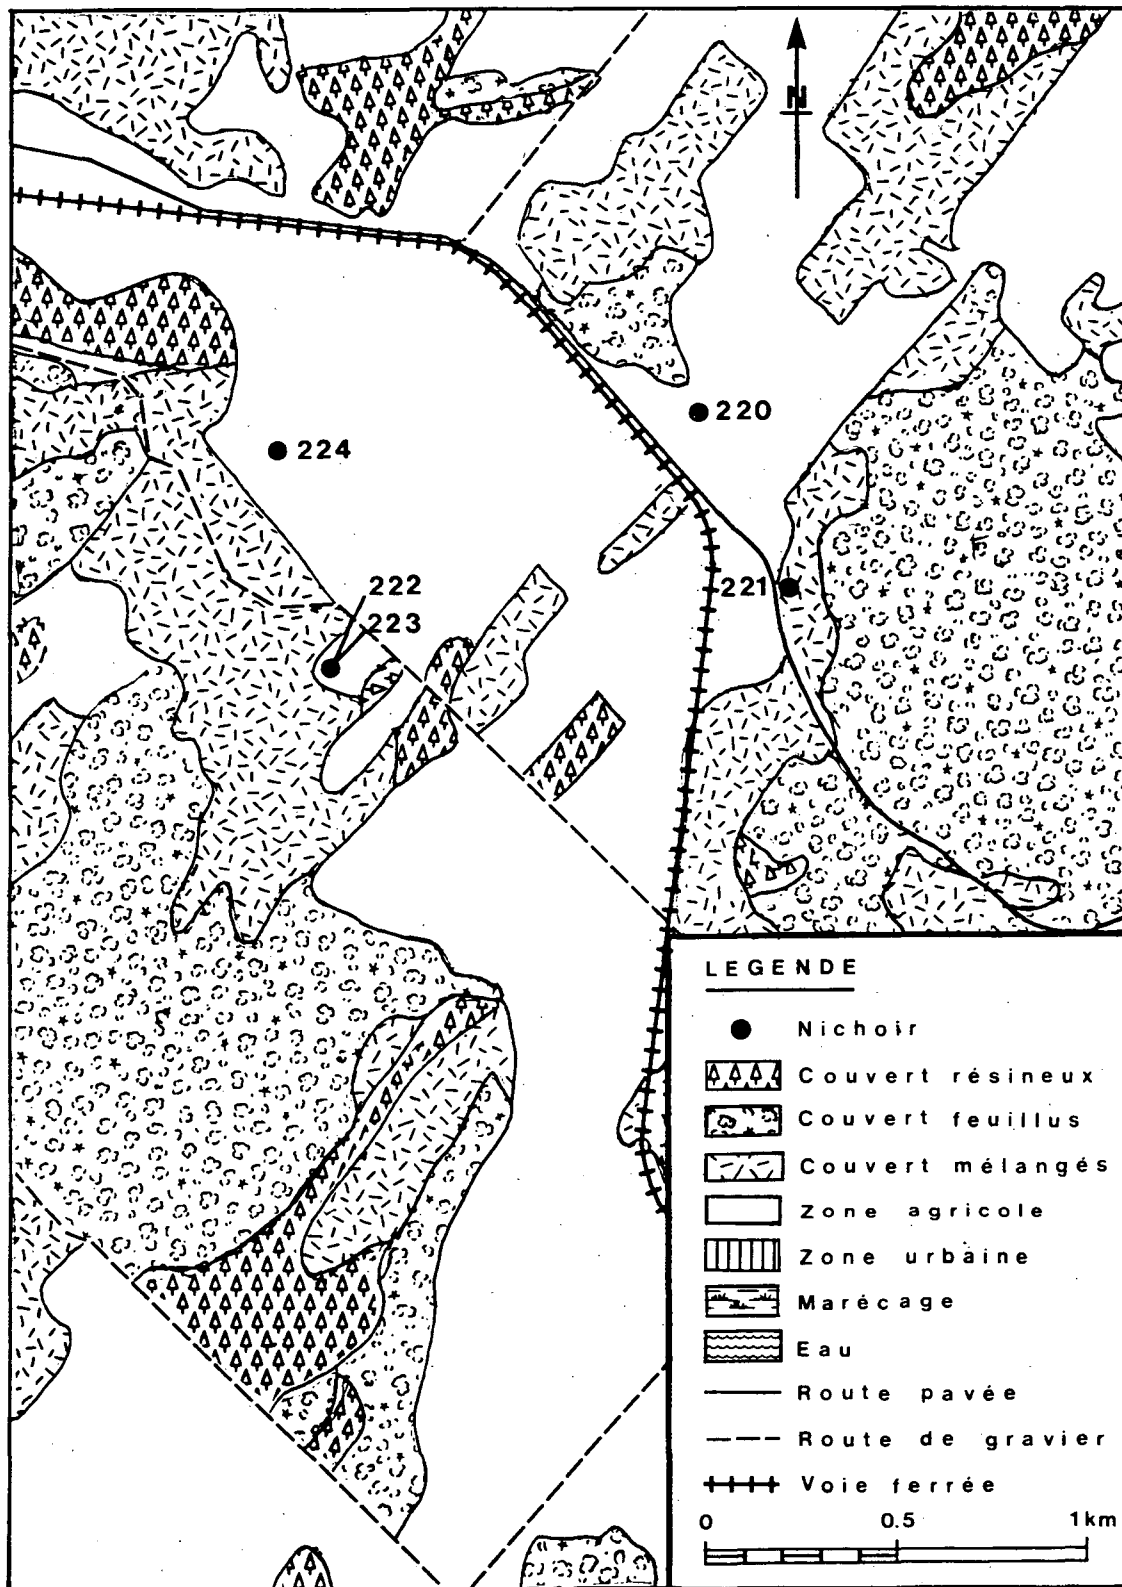 N
220
224
221
222
223
LEGENDE
Nichoir
Couvert résineux
Couvert feuillus
Couvert mélangés
Zone agricole
Zone urbaine
Marécage
Eau
Route pavée
Route de gravier
Voie ferrée
0 0.5 1km